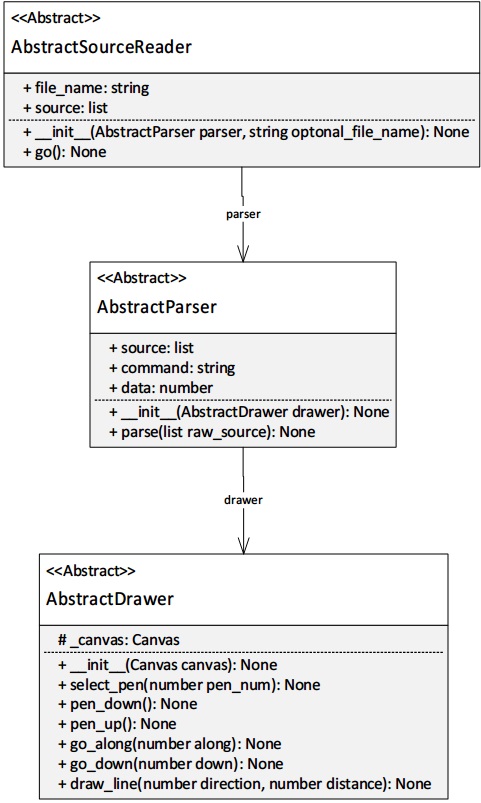 <<Abstract>>
AbstractSourceReader
+ file_name: string
+ source: list
+ __init__(AbstractParser parser, string optonal_file_name): None
+ go(): None
parser
<<Abstract>>
AbstractParser
+ source: list
+ command: string
+ data: number
+ __init__(AbstractDrawer drawer): None
+ parse(list raw_source): None
drawer
<<Abstract>>
AbstractDrawer
# _canvas: Canvas
+ __init__(Canvas canvas): None
+ select_pen(number pen_num): None
+ pen_down(): None
+ pen_up(): None
+ go_along(number along): None
+ go_down(number down): None
+ draw_line(number direction, number distance): None